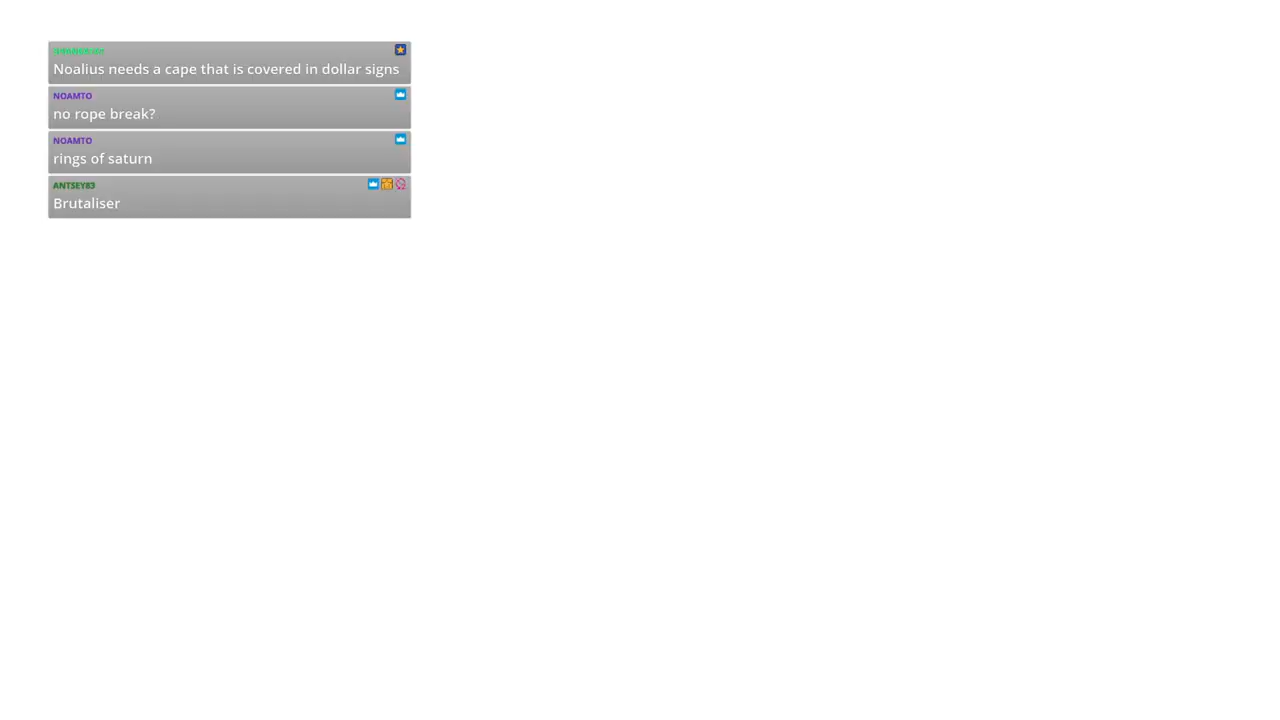 Noalius needs a cape that is covered in dollar signs
NOAMTO
no rope break?
NOAMTO
rings of saturn
ANTSEY83
Brutaliser